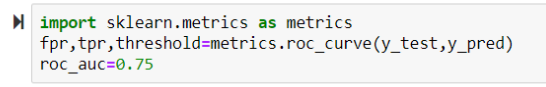 import sklearn.metrics as metrics
fpr,tpr,threshold=metrics.roc_curve(y_test,y_pred)
roc_auc=0.75